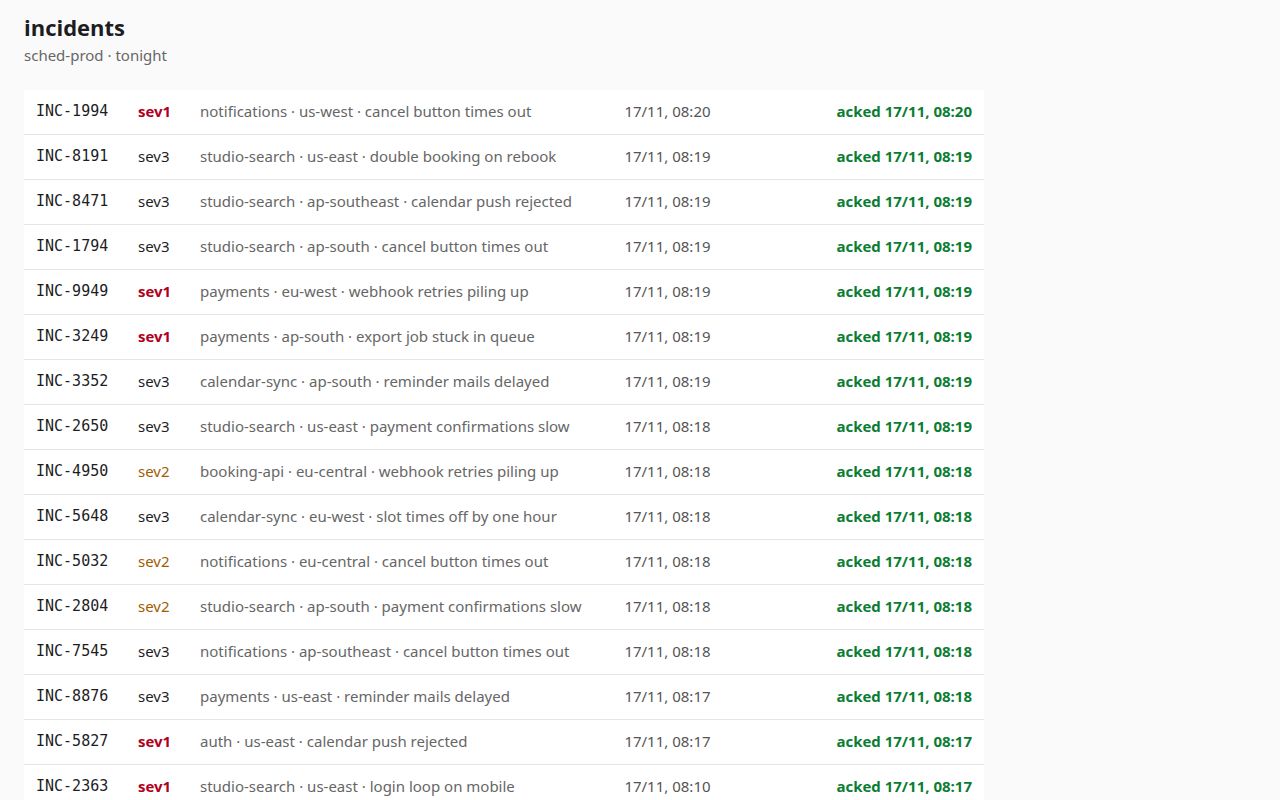 incidents
sched-prod · tonight
INC-1994 sev1 notifications · us-west · cancel button times out 17/11, 08:20 acked 17/11, 08:20
INC-8191 sev3 studio-search · us-east · double booking on rebook 17/11, 08:19 acked 17/11, 08:19
INC-8471 sev3 studio-search · ap-southeast · calendar push rejected 17/11, 08:19 acked 17/11, 08:19
INC-1794 sev3 studio-search · ap-south · cancel button times out 17/11, 08:19 acked 17/11, 08:19
INC-9949 sev1 payments · eu-west · webhook retries piling up 17/11, 08:19 acked 17/11, 08:19
INC-3249 sev1 payments · ap-south · export job stuck in queue 17/11, 08:19 acked 17/11, 08:19
INC-3352 sev3 calendar-sync · ap-south · reminder mails delayed 17/11, 08:19 acked 17/11, 08:19
INC-2650 sev3 studio-search · us-east · payment confirmations slow 17/11, 08:18 acked 17/11, 08:19
INC-4950 sev2 booking-api · eu-central · webhook retries piling up 17/11, 08:18 acked 17/11, 08:18
INC-5648 sev3 calendar-sync · eu-west · slot times off by one hour 17/11, 08:18 acked 17/11, 08:18
INC-5032 sev2 notifications · eu-central · cancel button times out 17/11, 08:18 acked 17/11, 08:18
INC-2804 sev2 studio-search · ap-south · payment confirmations slow 17/11, 08:18 acked 17/11, 08:18
INC-7545 sev3 notifications · ap-southeast · cancel button times out 17/11, 08:18 acked 17/11, 08:18
INC-8876 sev3 payments · us-east · reminder mails delayed 17/11, 08:17 acked 17/11, 08:18
INC-5827 sev1 auth · us-east · calendar push rejected 17/11, 08:17 acked 17/11, 08:17
INC-2363 sev1 studio-search · us-east · login loop on mobile 17/11, 08:10 acked 17/11, 08:17